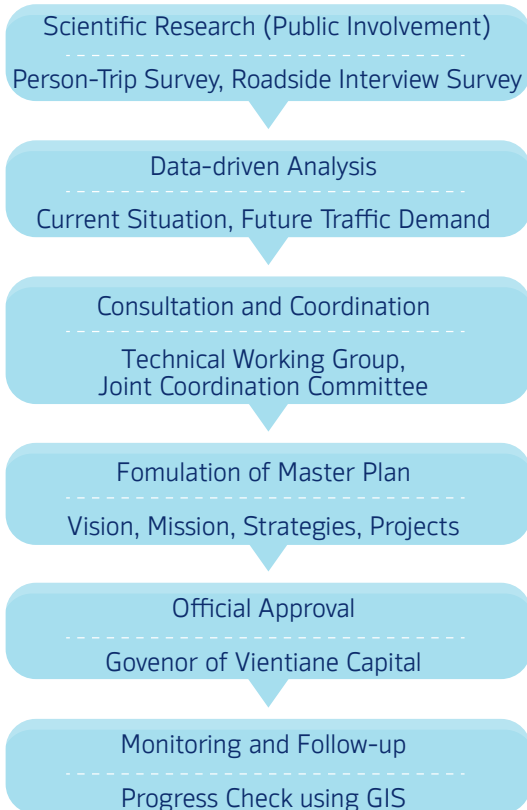 Scientific Research (Public Involvement)
Person-Trip Survey, Roadside Interview Survey
Data-driven Analysis
Current Situation, Future Traffic Demand
Consultation and Coordination
Technical Working Group,
Joint Coordination Committee
Fomulation of Master Plan
Vision, Mission, Strategies, Projects
Official Approval
Govenor of Vientiane Capital
Monitoring and Follow-up
Progress Check using GIS